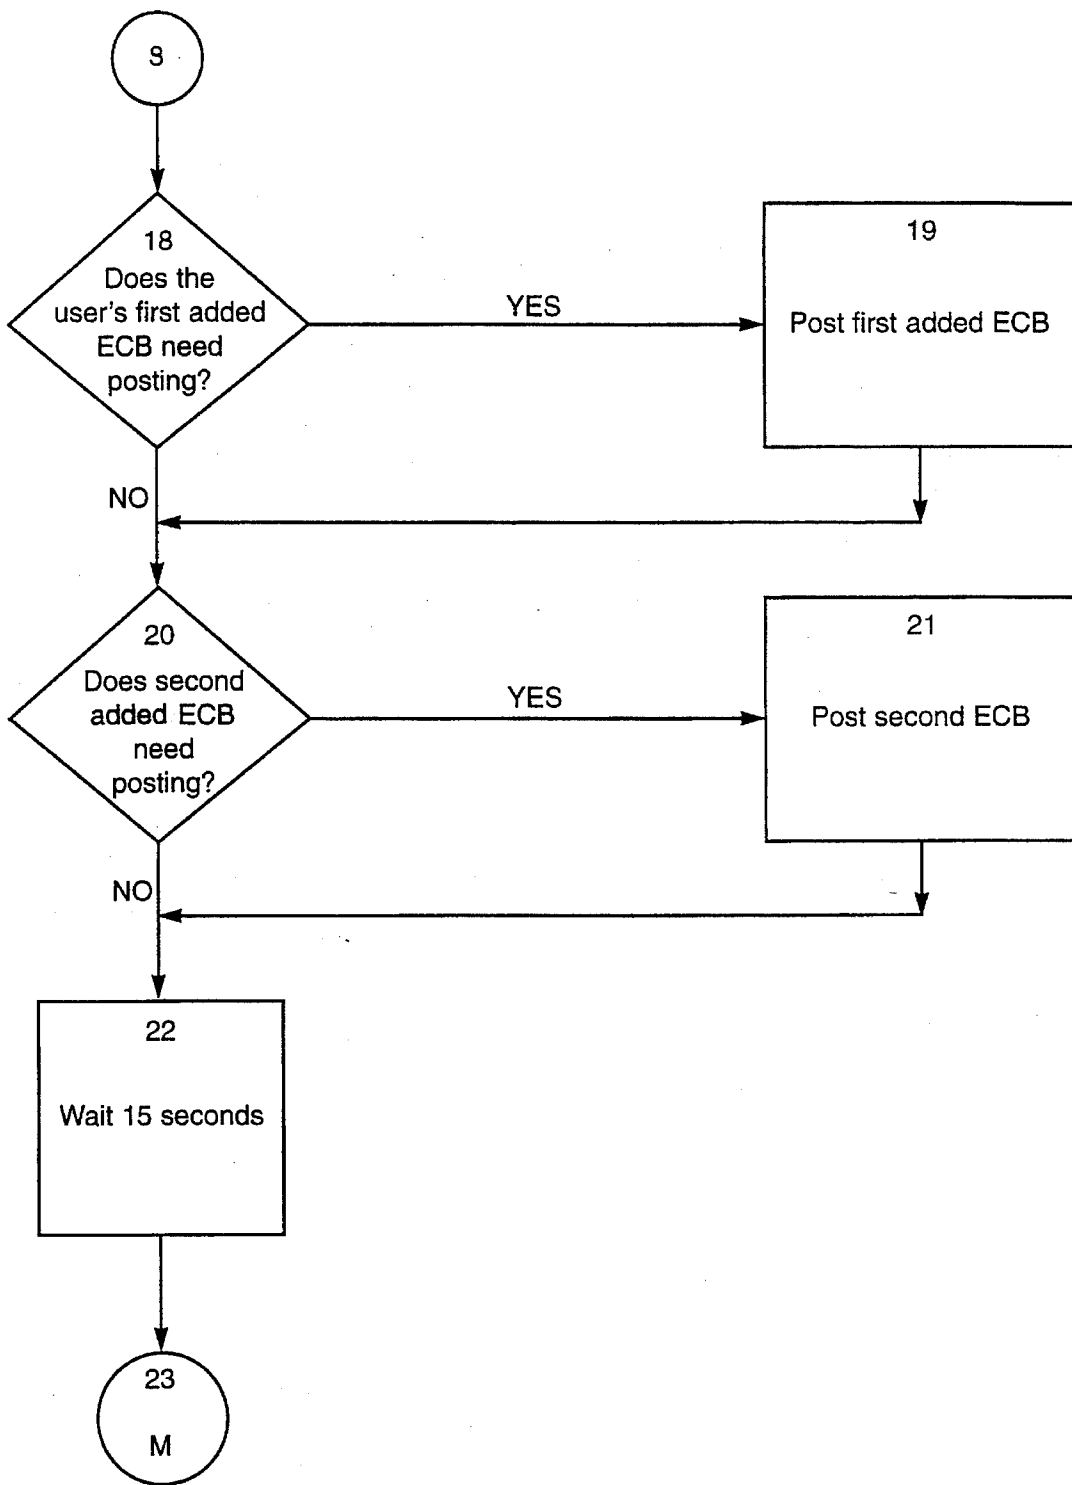 18
Does the
user's first added
ECB need
posting?
YES
19
Post first added ECB
NO
20
Does second
added ECB
need
posting?
YES
21
Post second ECB
NO
22
Wait 15 seconds
23
M